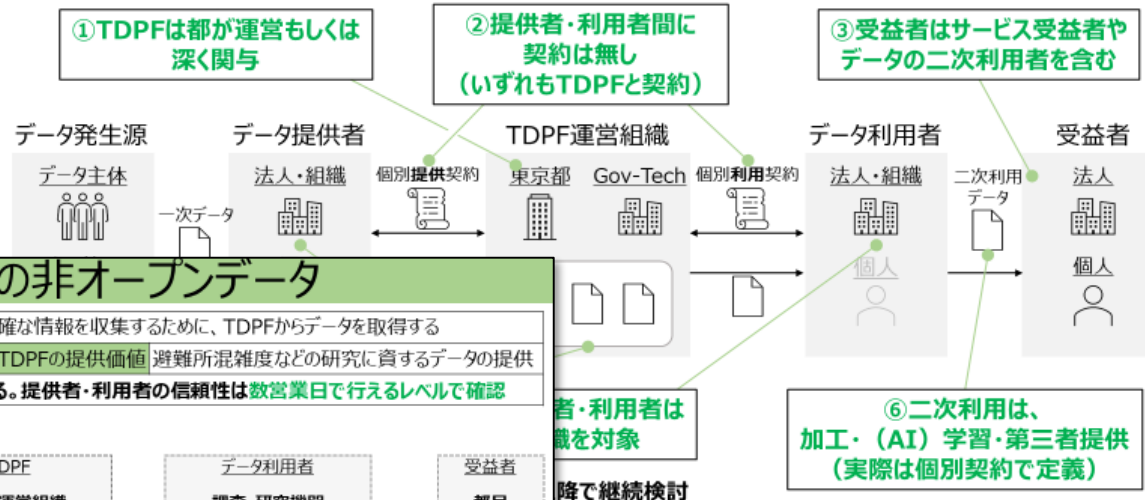 ①TDPFは都が運営もしくは
深く関与
②提供者・利用者間に
契約は無し
（いずれもTDPFと契約）
③受益者はサービス受益者や
データの二次利用者を含む
データ発生源
データ提供者
TDPF運営組織
データ利用者
受益者
データ主体
法人・組織
個別提供契約
東京都
Gov-Tech
個別利用契約
法人・組織
二次利用
データ
法人
一次データ
個人
個人
の非オープンデータ
確な情報を収集するために、TDPFからデータを取得する
TDPFの提供価値
避難所混雑度などの研究に資するデータの提供
る。提供者・利用者の信頼性は数営業日で行えるレベルで確認
者・利用者は
織を対象
⑥二次利用は、
加工・（AI）学習・第三者提供
（実際は個別契約で定義）
DPF
データ利用者
受益者
降で継続検討